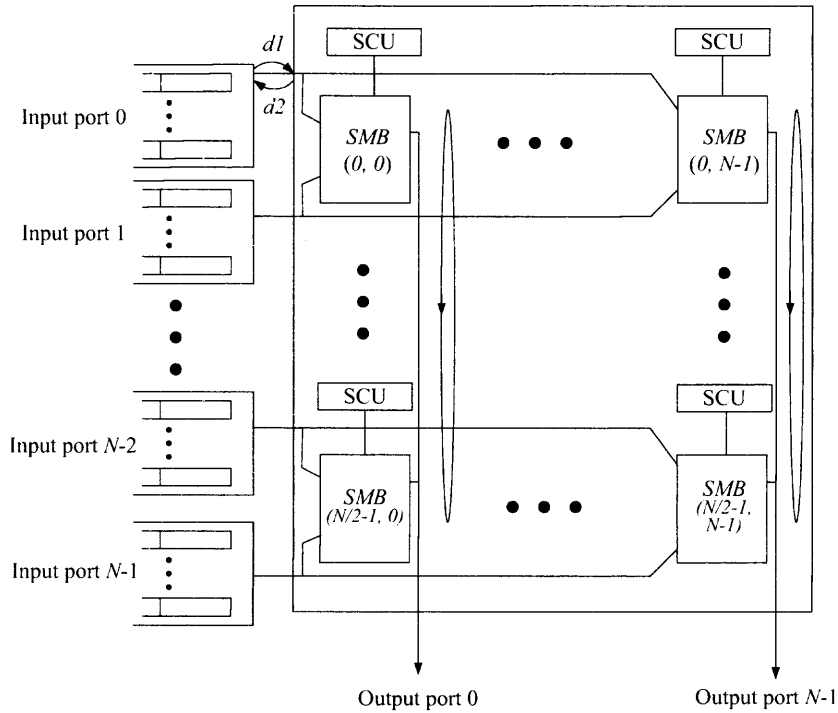 SCU
SCU
d1
d2
Input port 0
SMB
(0, 0)
SMB
(0, N-1)
Input port 1
SCU
SCU
Input port N-2
SMB
(N/2-1, 0)
SMB
(N/2-1,
N-1)
Input port N-1
Output port 0
Output port N-1